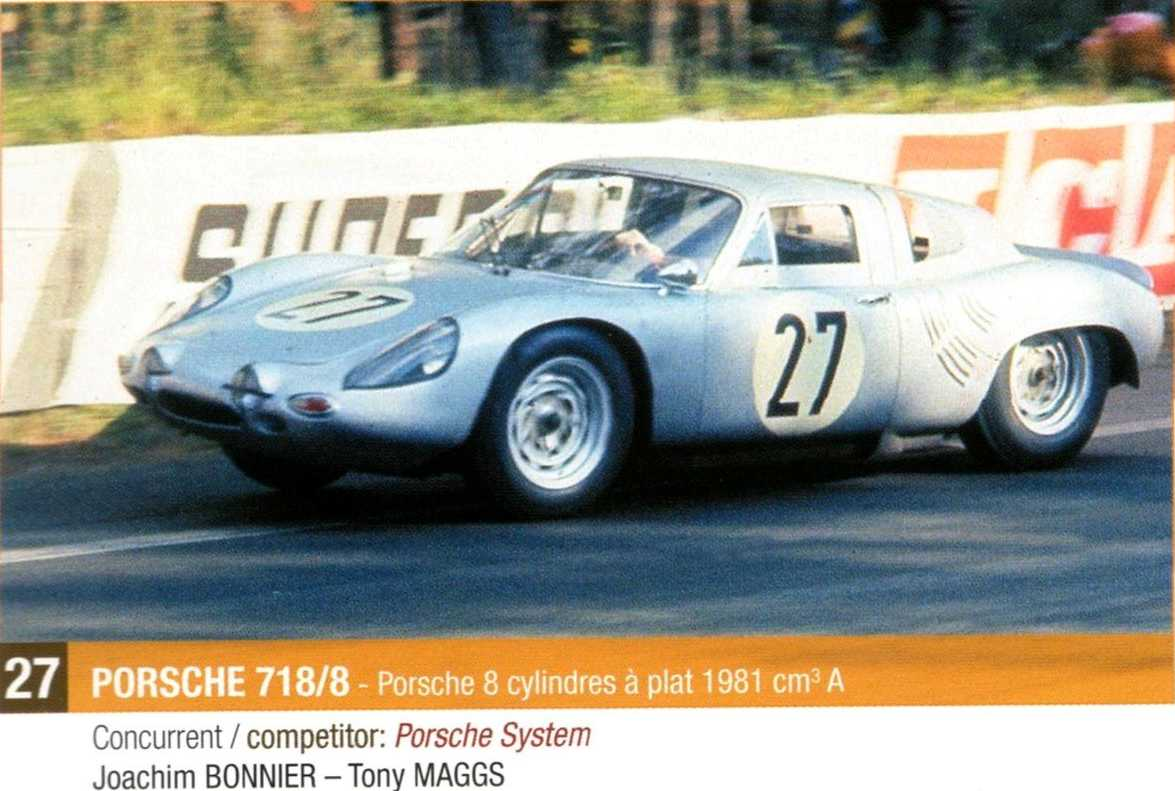 SUPER
27
27
27 PORSCHE 718/8 - Porsche 8 cylindres à plat 1981 cm³ A
Concurrent / competitor: Porsche System
Joachim BONNIER – Tony MAGGS